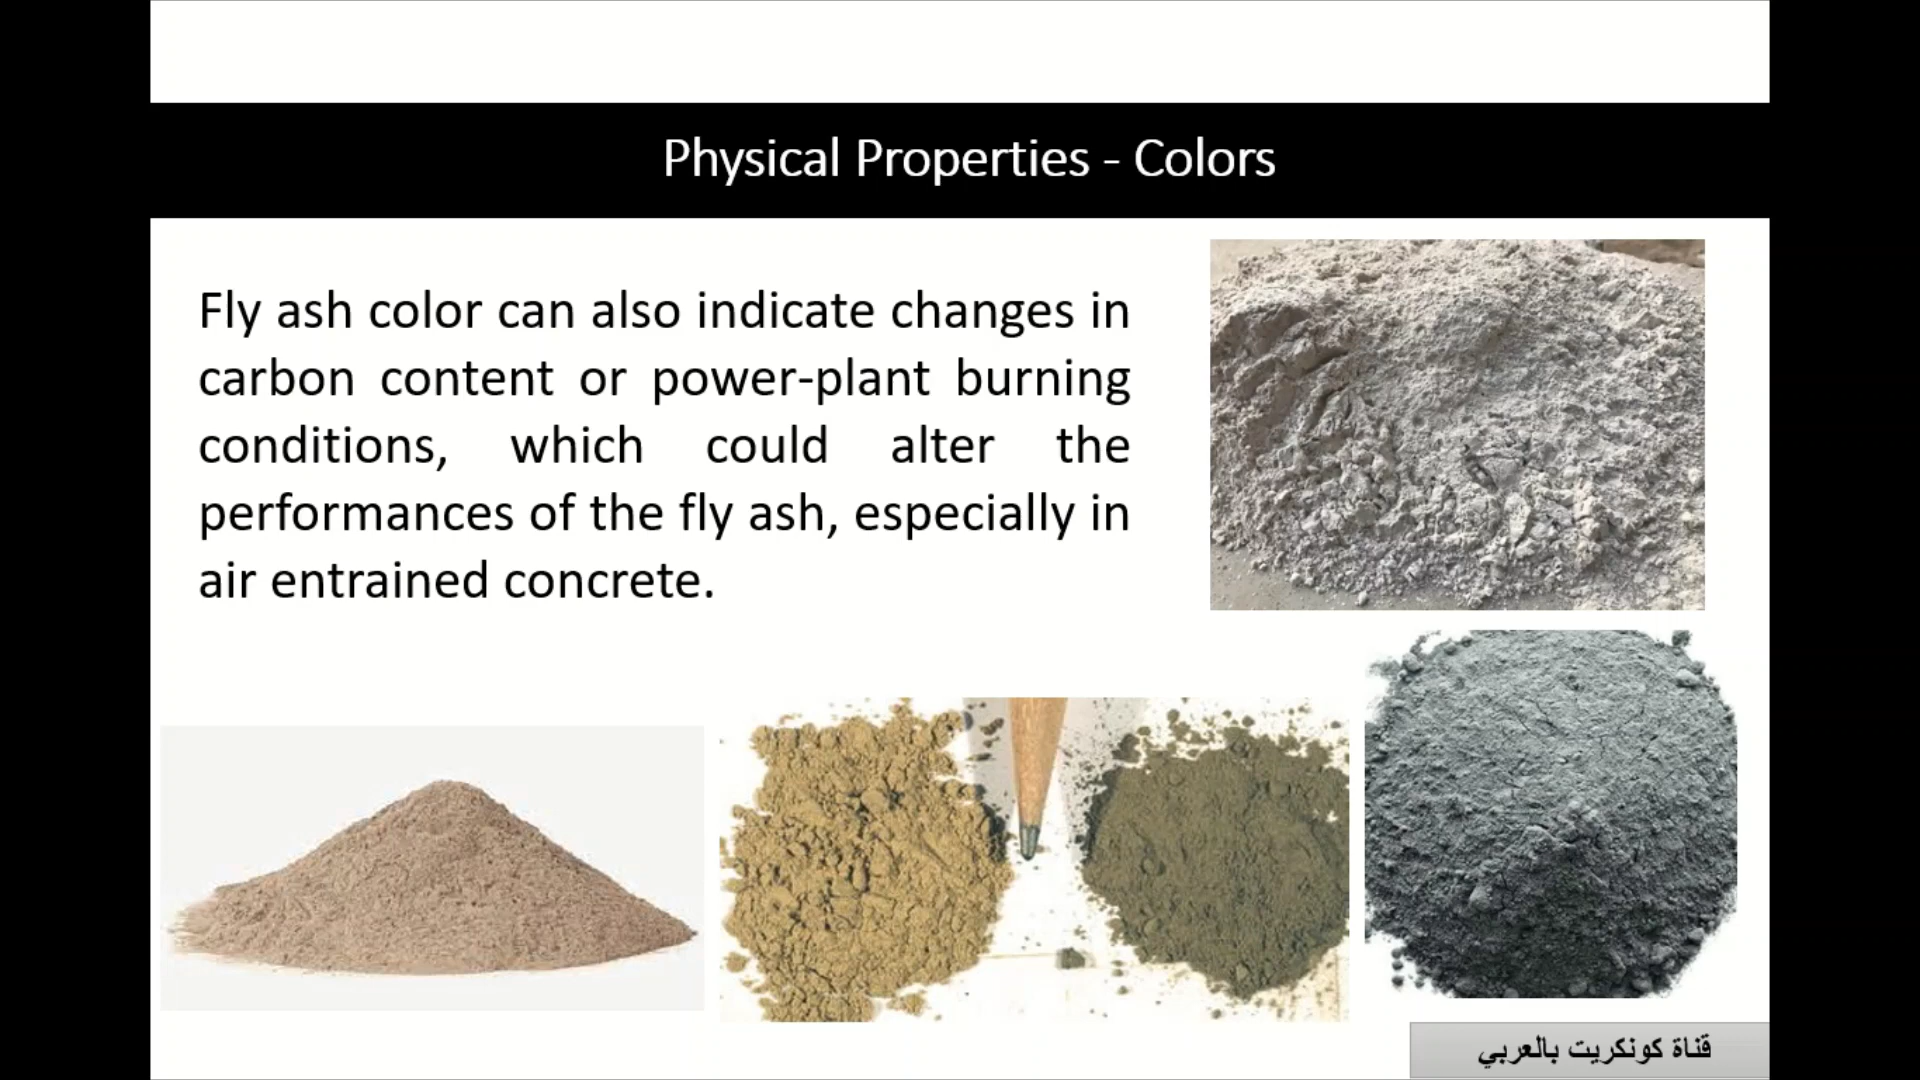 Physical Properties - Colors
Fly ash color can also indicate changes in
carbon content or power-plant burning
conditions, which could alter the
performances of the fly ash, especially in
air entrained concrete.
قناة كونكريت بالعربي